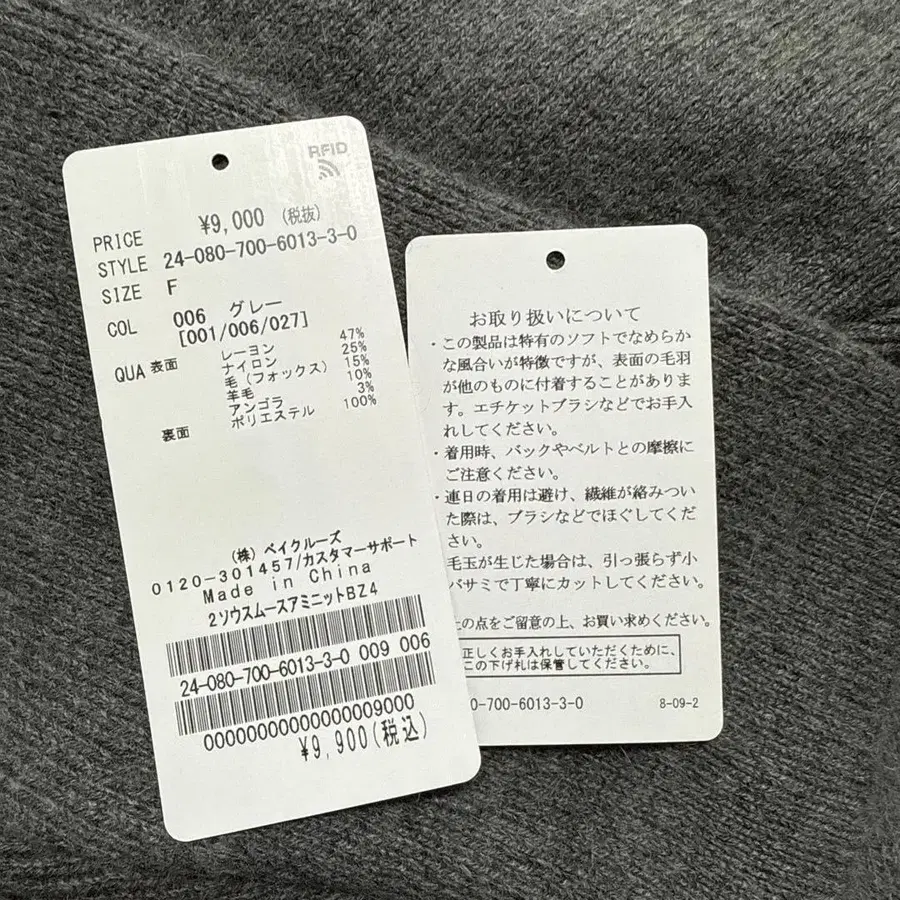 RFID
PRICE ¥9,000 (税抜)
STYLE 24-080-700-6013-3-0
SIZE F
COL 006 グレー
[001/006/027]
QUA 表面 レーヨン 47%
ナイロン 25%
毛(フォックス) 15%
羊毛 10%
アンゴラ 3%
裏面 ポリエステル 100%
(株)ベイクルーズ
0120-301457/カスタマーサポート
Made in China
2ソウスムースアミニットBZ4
24-080-700-6013-3-0 009 006
00000000000000009000
¥9,900(税込)
お取り扱いについて
・この製品は特有のソフトでなめらか
な風合いが特徴ですが、表面の毛羽
が他のものに付着することがありま
す。エチケットブラシなどでお手入
れしてください。
・着用時、バックやベルトとの摩擦に
ご注意ください。
・連日の着用は避け、繊維が絡みつい
た際は、ブラシなどでほぐしてくだ
さい。
毛玉が生じた場合は、引っ張らず小
バサミで丁寧にカットしてください。
の点をご留意の上、お買い求めください。
正しくお手入れしていただくために、
この下げ札は保管してください。
0-700-6013-3-0 8-09-2